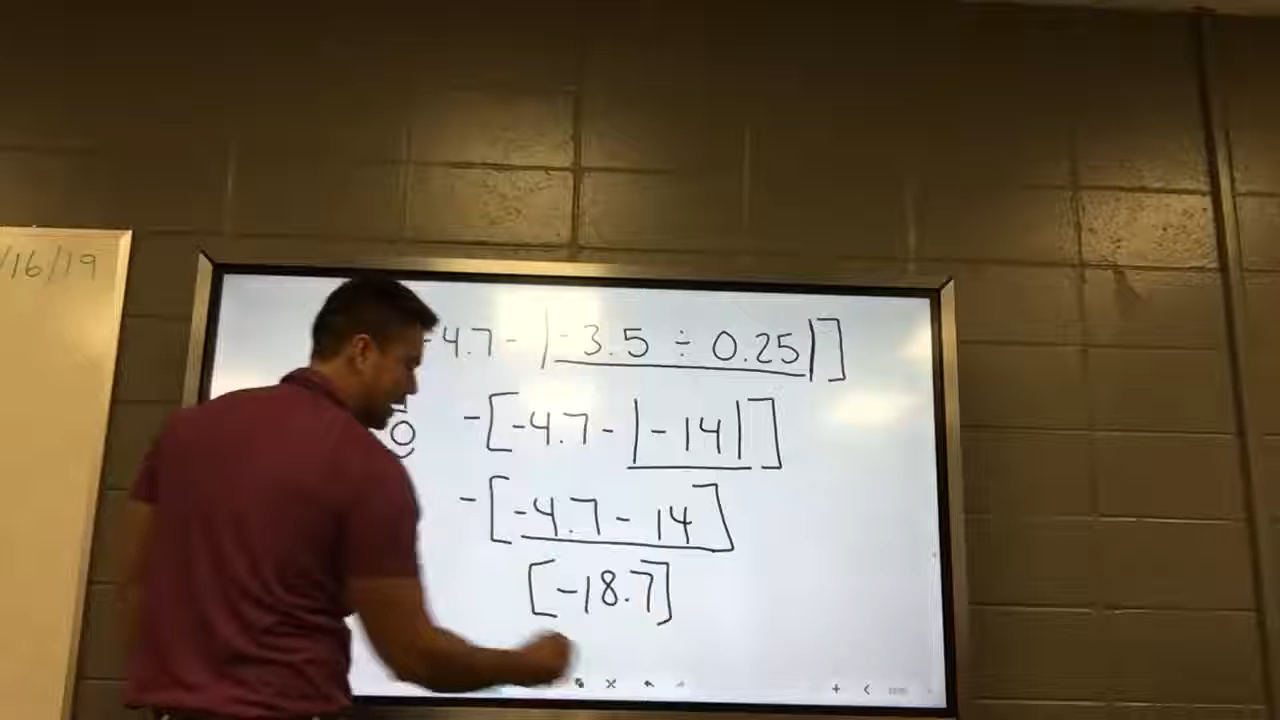 /16/19
-4.7 - |-3.5 ÷ 0.25|]
-[-4.7 - |-14|]
-[-4.7 - 14]
[-18.7]